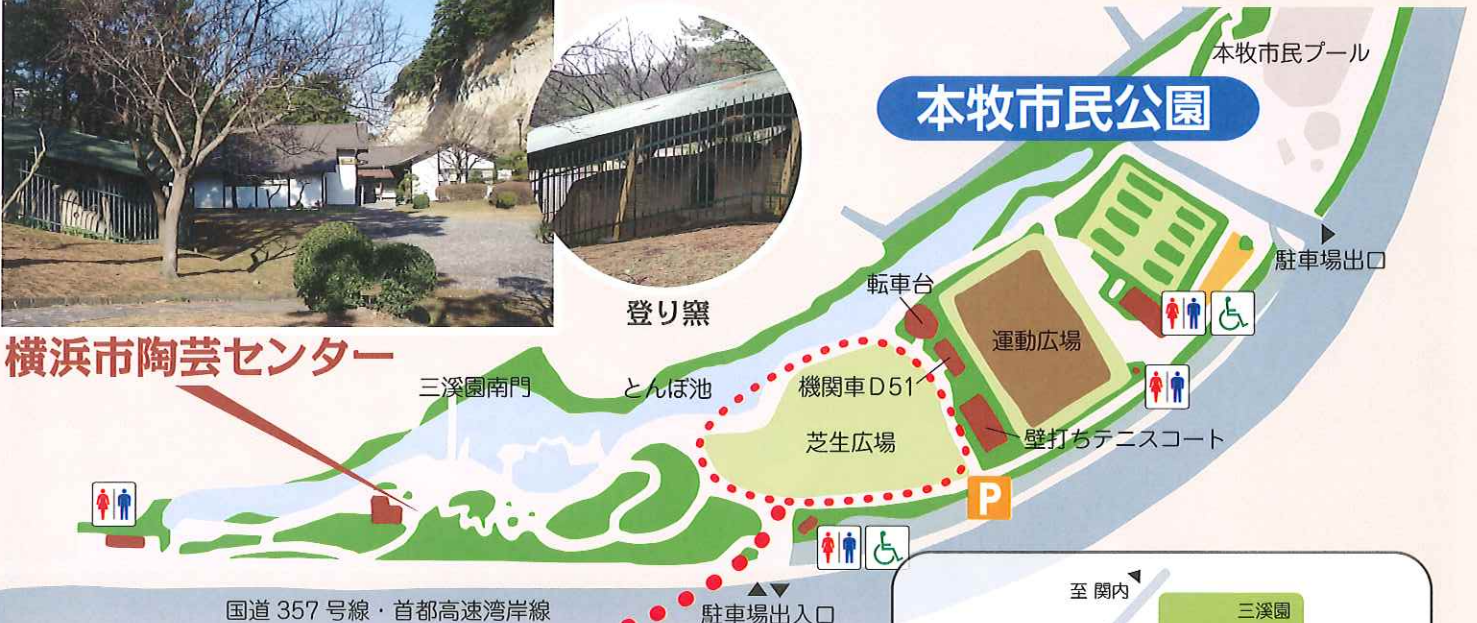 本牧市民プール
本牧市民公園
駐車場出口
登り窯
転車台
運動広場
横浜市陶芸センター
三溪園南門
とんぼ池
機関車D51
芝生広場
壁打ちテニスコート
P
国道 357 号線・首都高速湾岸線
駐車場出入口
至 関内
三溪園